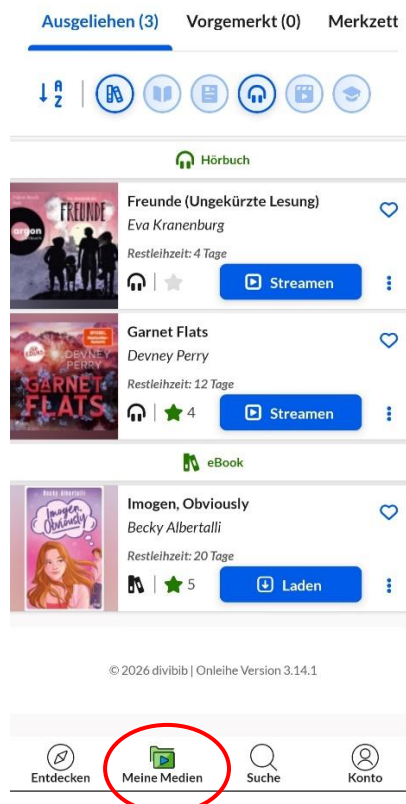 Ausgeliehen (3) Vorgemerkt (0) Merkzett
A
Z
Hörbuch
FREUNDE
argon
Freunde (Ungekürzte Lesung)
Eva Kranenburg
Restleihzeit: 4 Tage
Streamen
DEVNEY
PERRY
GARNET
FLATS
Garnet Flats
Devney Perry
Restleihzeit: 12 Tage
4
Streamen
eBook
Becky Albertalli
Imogen,
Obviously
Imogen, Obviously
Becky Albertalli
Restleihzeit: 20 Tage
5
Laden
© 2026 divibib | Onleihe Version 3.14.1
Entdecken Meine Medien Suche Konto